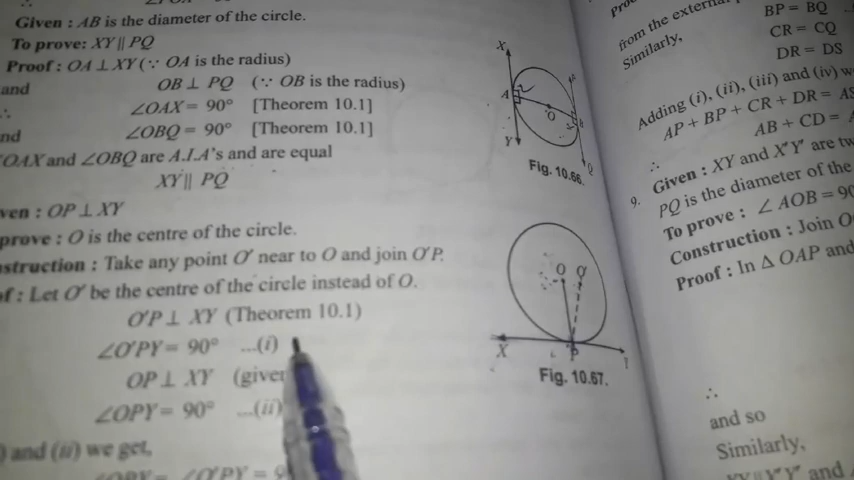 Given : AB is the diameter of the circle.
To prove: XY || PQ
Proof : OA ⊥ XY (∵ OA is the radius)
and OB ⊥ PQ (∵ OB is the radius)
∴ ∠OAX = 90° [Theorem 10.1]
nd ∠OBQ = 90° [Theorem 10.1]
∠OAX and ∠OBQ are A.I.A's and are equal
XY || PQ
ven : OP ⊥ XY
prove : O is the centre of the circle.
nstruction : Take any point O' near to O and join O'P.
of : Let O' be the centre of the circle instead of O.
O'P ⊥ XY (Theorem 10.1)
∠O'PY = 90° ...(i)
OP ⊥ XY (given
∠OPY = 90° ...(ii)
) and (ii) we get,
X
A
O
B
Y
Q
Fig. 10.66.
O O'
X
P
Fig. 10.67.
BP = BQ
from the external
CR = CQ
Similarly,
DR = DS
Adding (i), (ii), (iii) and (iv) w
AP + BP + CR + DR = AS
AB + CD =
∴
9. Given : XY and X'Y' are tw
PQ is the diameter of the
To prove : ∠ AOB = 90
Construction : Join O
Proof : In Δ OAP and
∴
and so
Similarly,